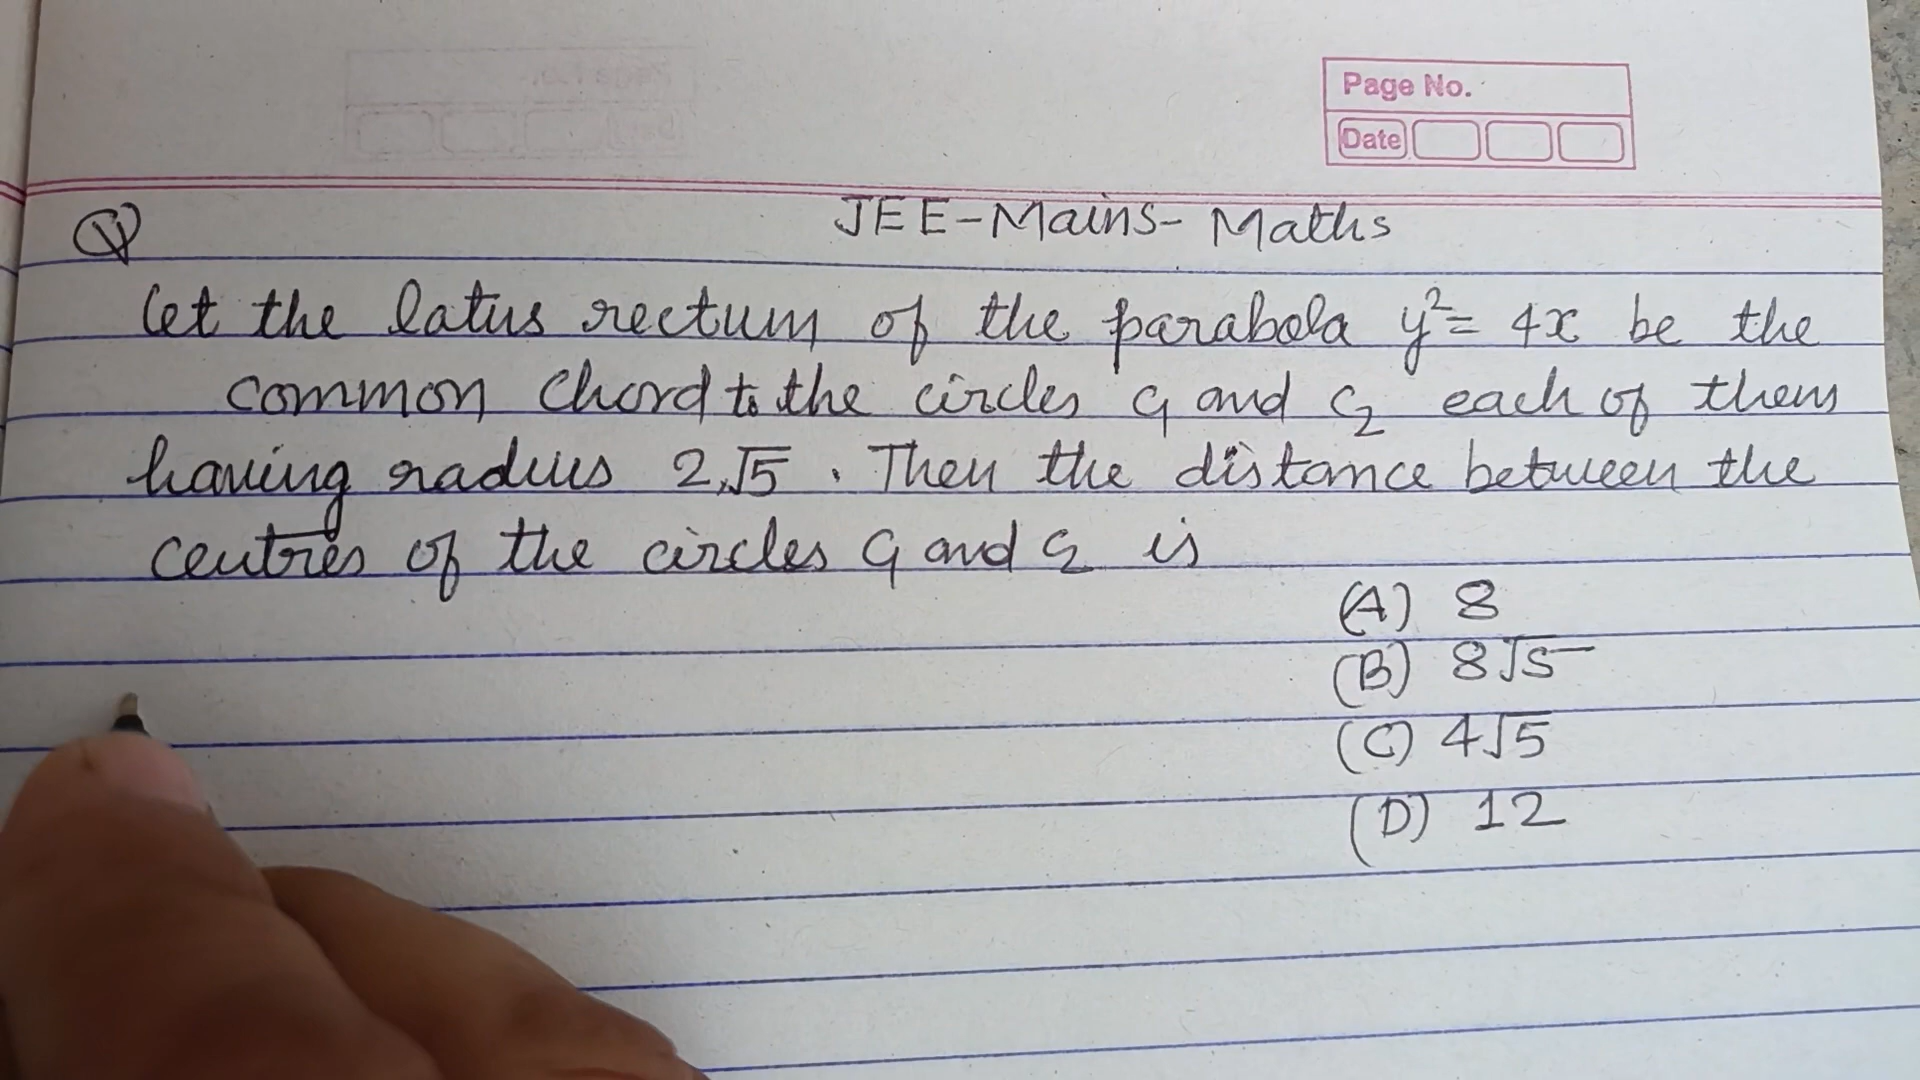 Page No.
Date
Q
JEE-Mains-Maths
Let the latus rectum of the parabola y²= 4x be the
common chord to the circles C₁ and C₂ each of them
having radius 2√5. Then the distance between the
centres of the circles C₁ and C₂ is
(A) 8
(B) 8√5
(C) 4√5
(D) 12